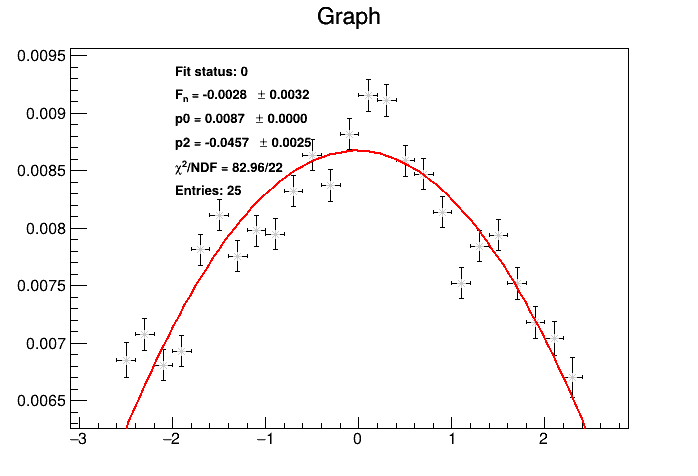 Graph
0.0095
0.009
0.0085
0.008
0.0075
0.007
0.0065
Fit status: 0
Fn = -0.0028 ± 0.0032
p0 = 0.0087 ± 0.0000
p2 = -0.0457 ± 0.0025
χ²/NDF = 82.96/22
Entries: 25
−3 −2 −1 0 1 2